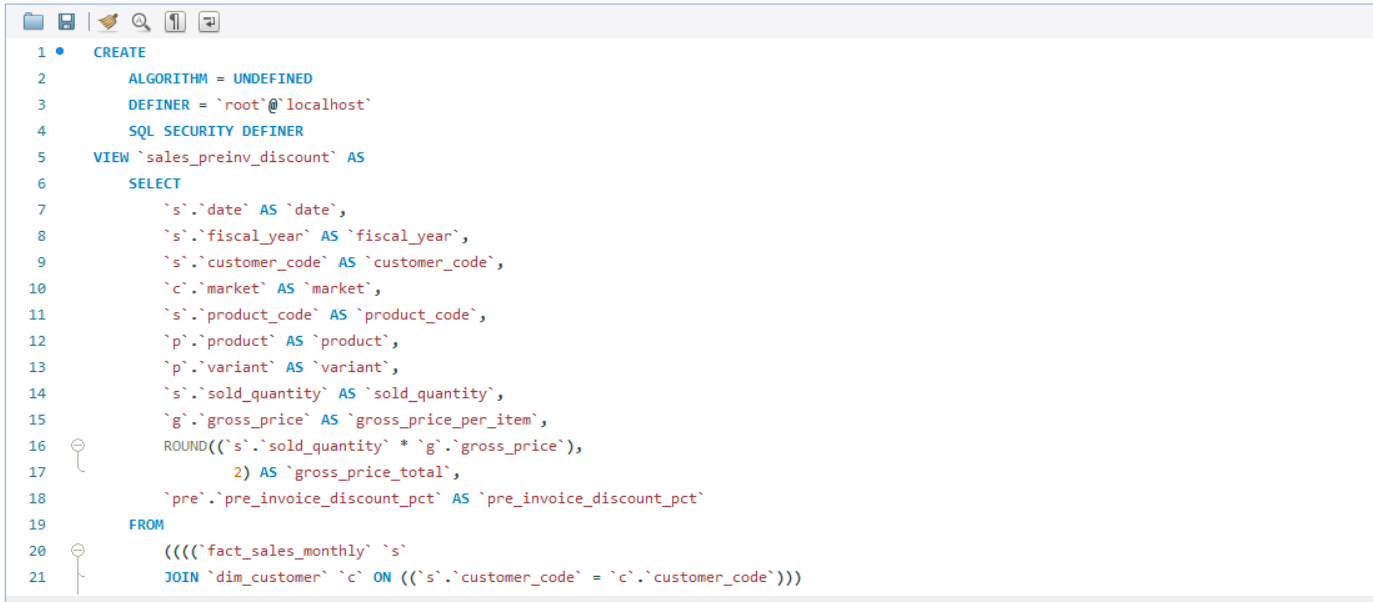 1 CREATE
2 ALGORITHM = UNDEFINED
3 DEFINER = `root`@`localhost`
4 SQL SECURITY DEFINER
5 VIEW `sales_preinv_discount` AS
6 SELECT
7 `s`.`date` AS `date`,
8 `s`.`fiscal_year` AS `fiscal_year`,
9 `s`.`customer_code` AS `customer_code`,
10 `c`.`market` AS `market`,
11 `s`.`product_code` AS `product_code`,
12 `p`.`product` AS `product`,
13 `p`.`variant` AS `variant`,
14 `s`.`sold_quantity` AS `sold_quantity`,
15 `g`.`gross_price` AS `gross_price_per_item`,
16 ROUND((`s`.`sold_quantity` * `g`.`gross_price`),
17 2) AS `gross_price_total`,
18 `pre`.`pre_invoice_discount_pct` AS `pre_invoice_discount_pct`
19 FROM
20 ((((`fact_sales_monthly` `s`
21 JOIN `dim_customer` `c` ON ((`s`.`customer_code` = `c`.`customer_code`)))